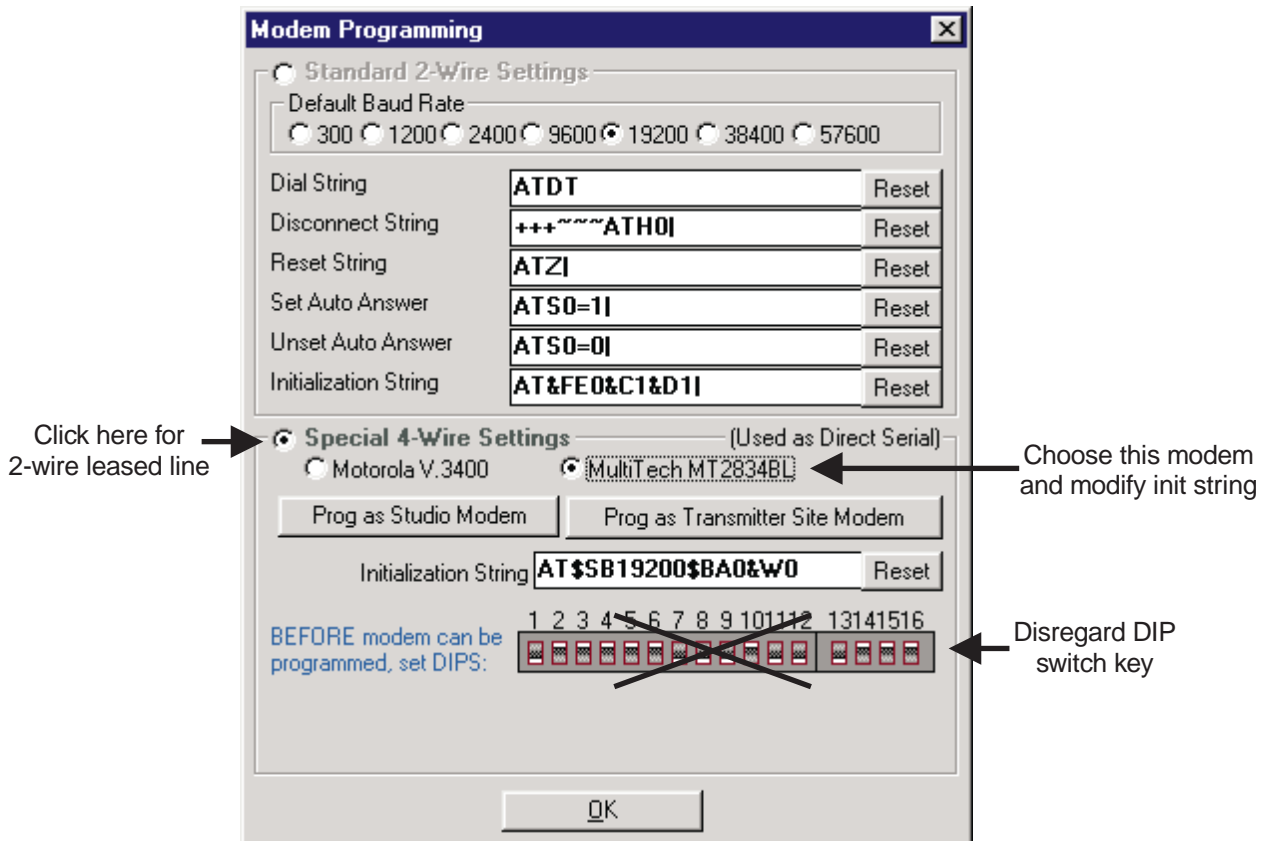 Modem Programming
Standard 2-Wire Settings
Default Baud Rate
300 1200 2400 9600 19200 38400 57600
Dial String ATDT Reset
Disconnect String +++~~~ATH0| Reset
Reset String ATZ| Reset
Set Auto Answer ATS0=1| Reset
Unset Auto Answer ATS0=0| Reset
Initialization String AT&FE0&C1&D1| Reset
Click here for
2-wire leased line
Special 4-Wire Settings (Used as Direct Serial)
Motorola V.3400 MultiTech MT2834BL
Choose this modem
and modify init string
Prog as Studio Modem Prog as Transmitter Site Modem
Initialization String AT$SB19200$BA0&W0 Reset
BEFORE modem can be
programmed, set DIPS:
1 2 3 4 5 6 7 8 9 10 11 12 13 14 15 16
Disregard DIP
switch key
OK